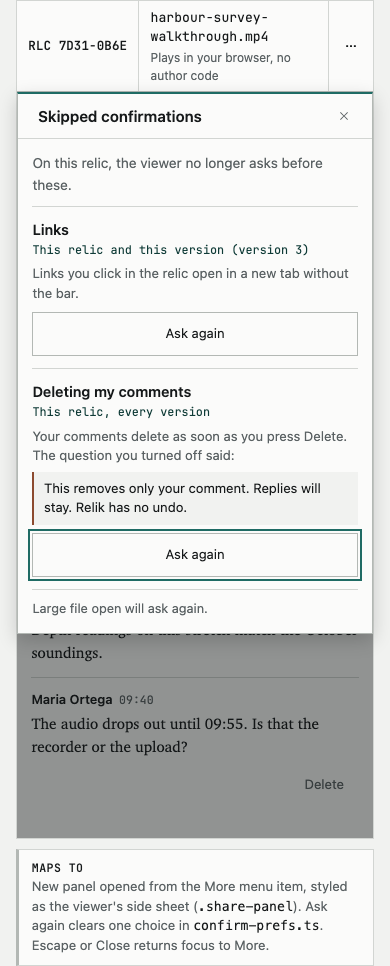 RLC 7D31-0B6E
harbour-survey-
walkthrough.mp4
Plays in your browser, no
author code
Skipped confirmations
On this relic, the viewer no longer asks before
these.
Links
This relic and this version (version 3)
Links you click in the relic open in a new tab without
the bar.
Ask again
Deleting my comments
This relic, every version
Your comments delete as soon as you press Delete.
The question you turned off said:
This removes only your comment. Replies will
stay. Relik has no undo.
Ask again
Large file open will ask again.
soundings.
Maria Ortega 09:40
The audio drops out until 09:55. Is that the
recorder or the upload?
Delete
MAPS TO
New panel opened from the More menu item, styled
as the viewer's side sheet (.share-panel). Ask
again clears one choice in confirm-prefs.ts.
Escape or Close returns focus to More.